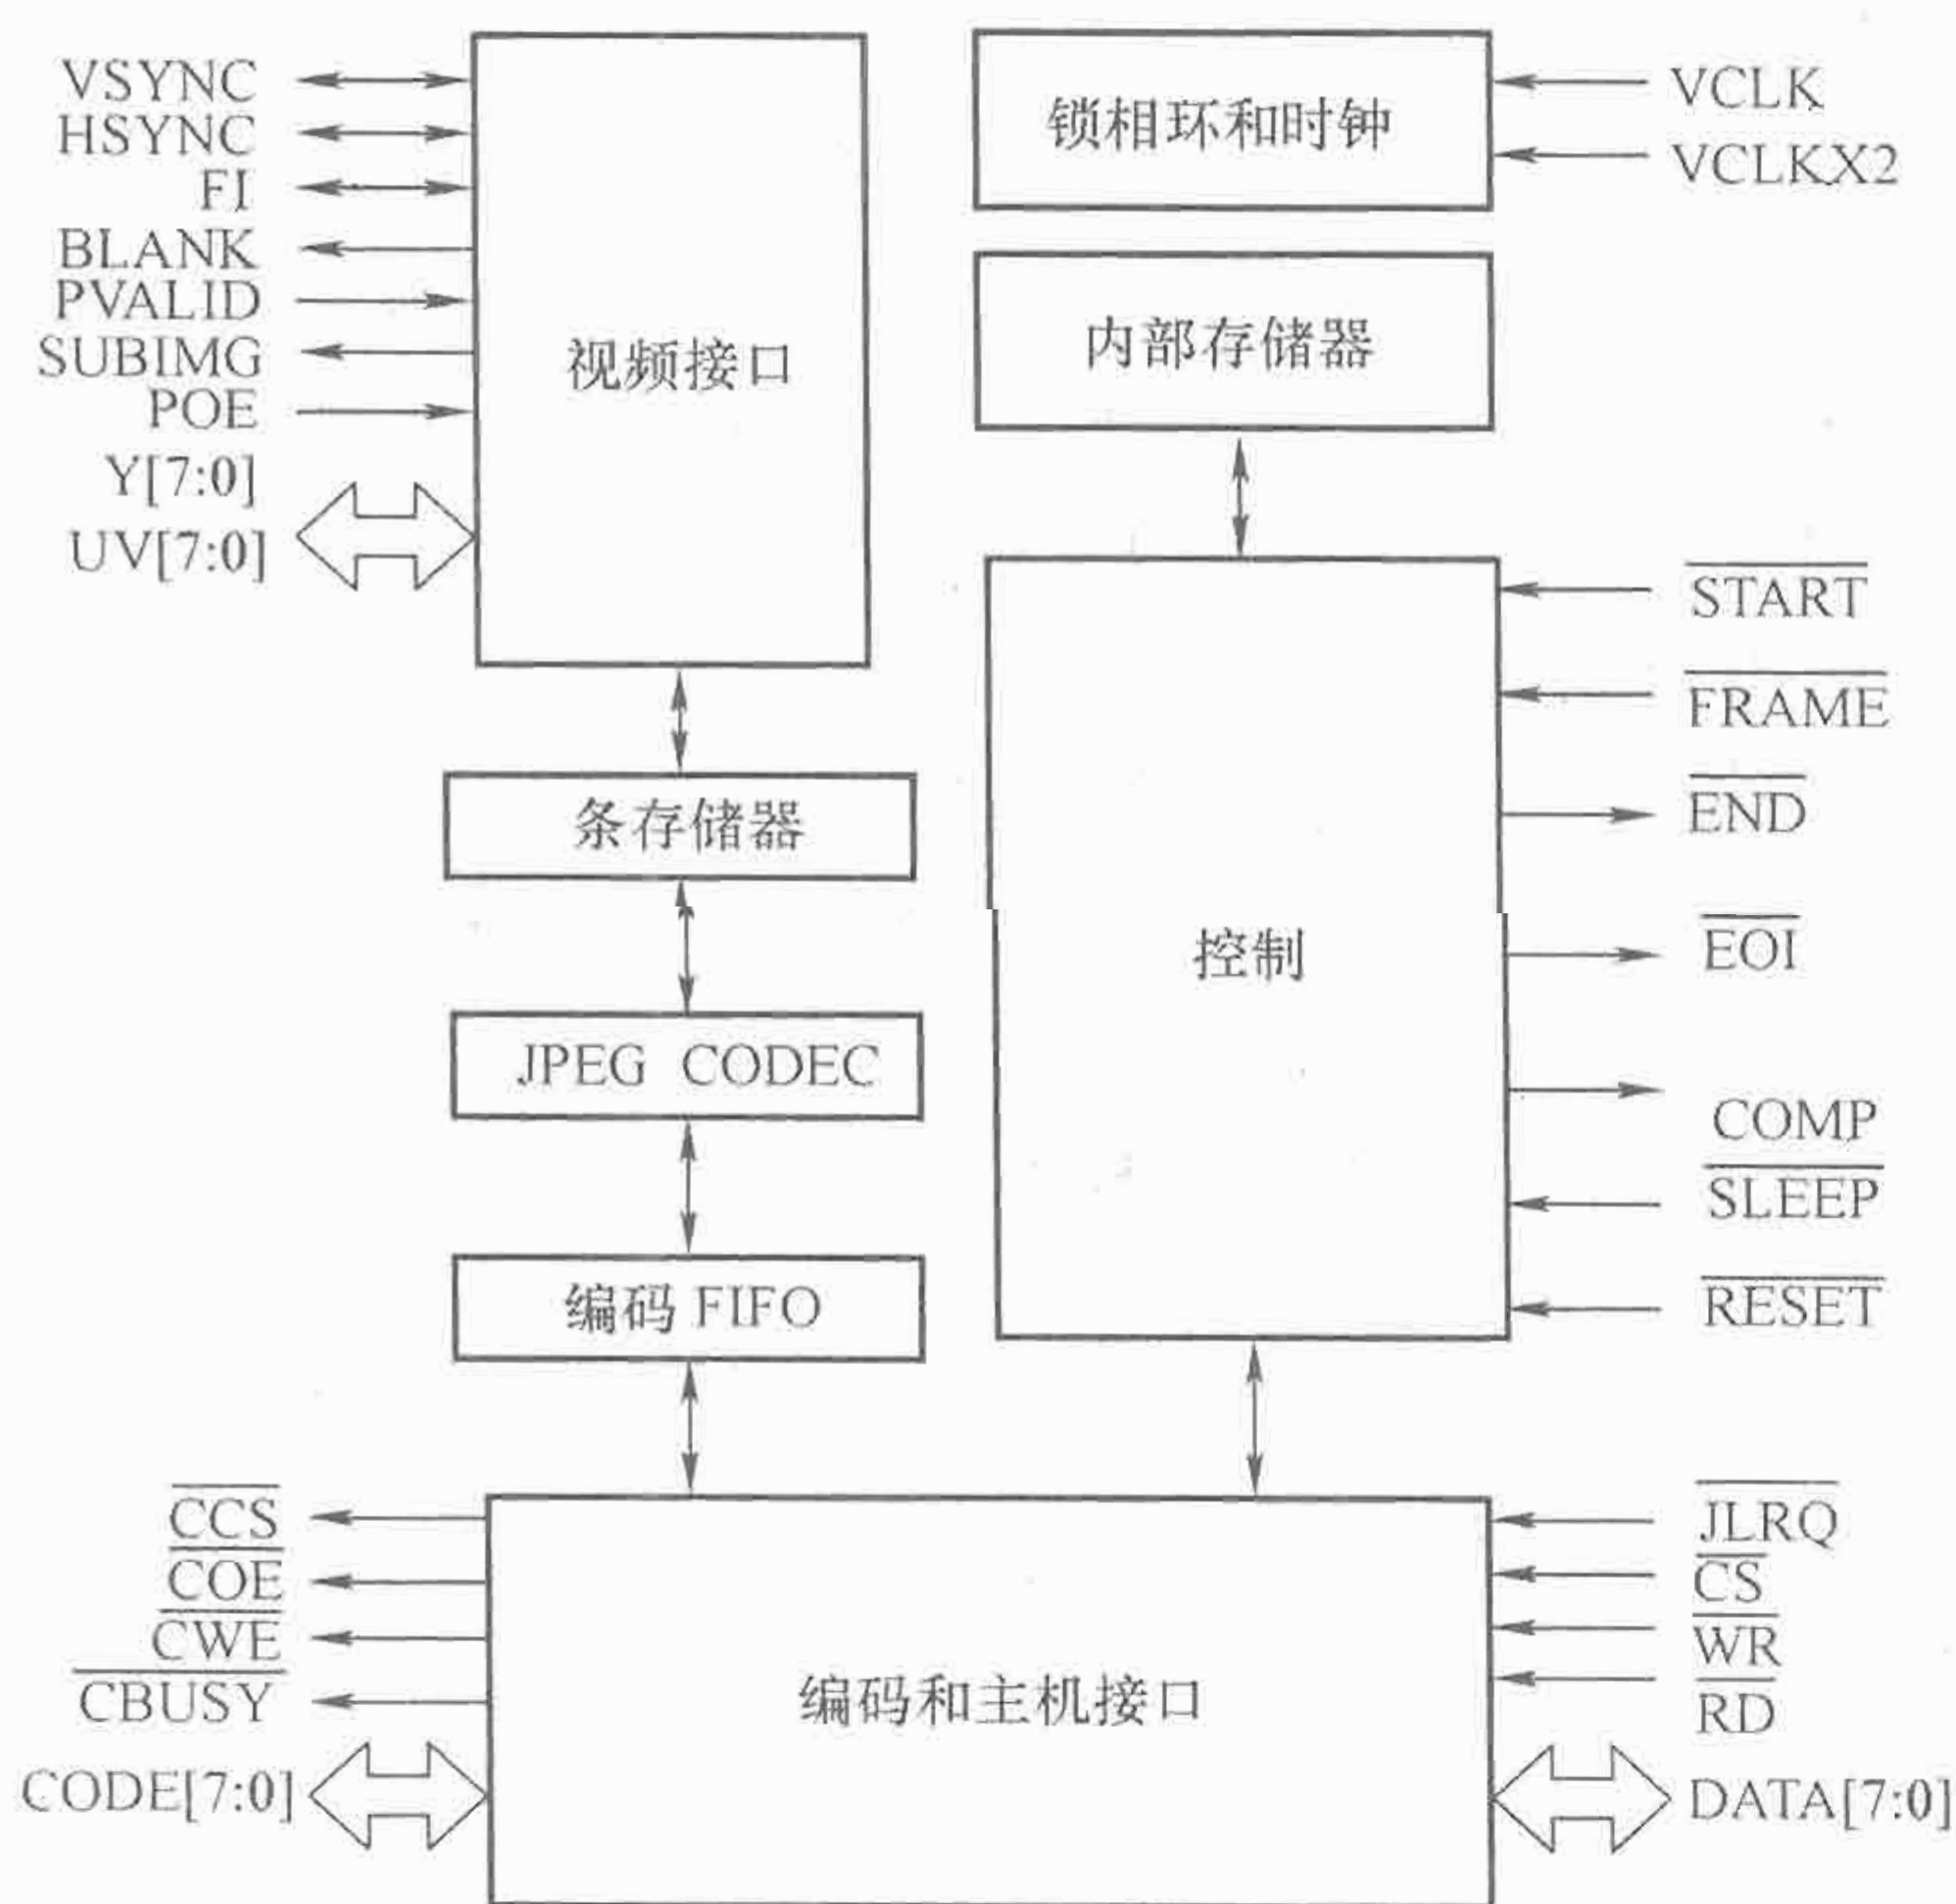 VSYNC
HSYNC
FI
BLANK
PVALID
SUBIMG
POE
Y[7:0]
UV[7:0]
视频接口
锁相环和时钟
VCLK
VCLKX2
内部存储器
条存储器
JPEG CODEC
编码 FIFO
控制
START
FRAME
END
EOI
COMP
SLEEP
RESET
CCS
COE
CWE
CBUSY
CODE[7:0]
编码和主机接口
JLRQ
CS
WR
RD
DATA[7:0]